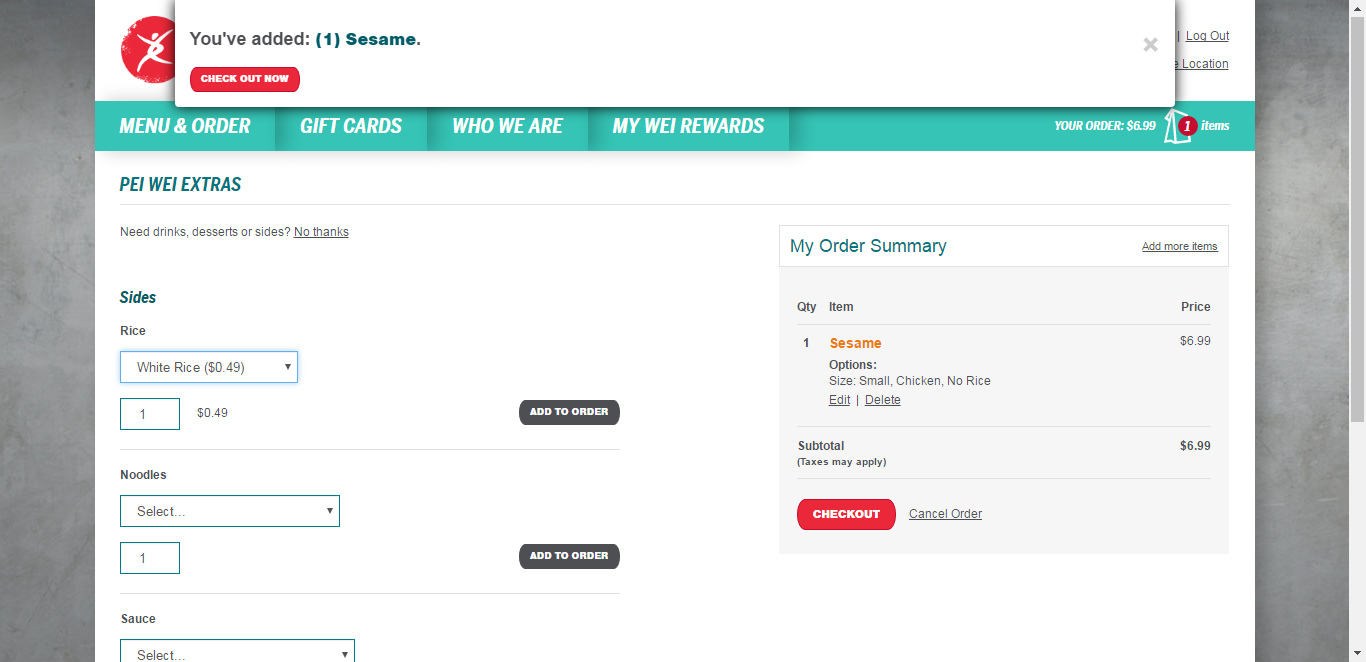 You've added: (1) Sesame.
CHECK OUT NOW
| Log Out
Location
MENU & ORDER GIFT CARDS WHO WE ARE MY WEI REWARDS YOUR ORDER: $6.99 1 items
PEI WEI EXTRAS
Need drinks, desserts or sides? No thanks
Sides
Rice
White Rice ($0.49)
1 $0.49 ADD TO ORDER
Noodles
Select...
1 ADD TO ORDER
Sauce
Select...
My Order Summary Add more items
Qty Item Price
1 Sesame $6.99
Options:
Size: Small, Chicken, No Rice
Edit | Delete
Subtotal $6.99
(Taxes may apply)
CHECKOUT Cancel Order